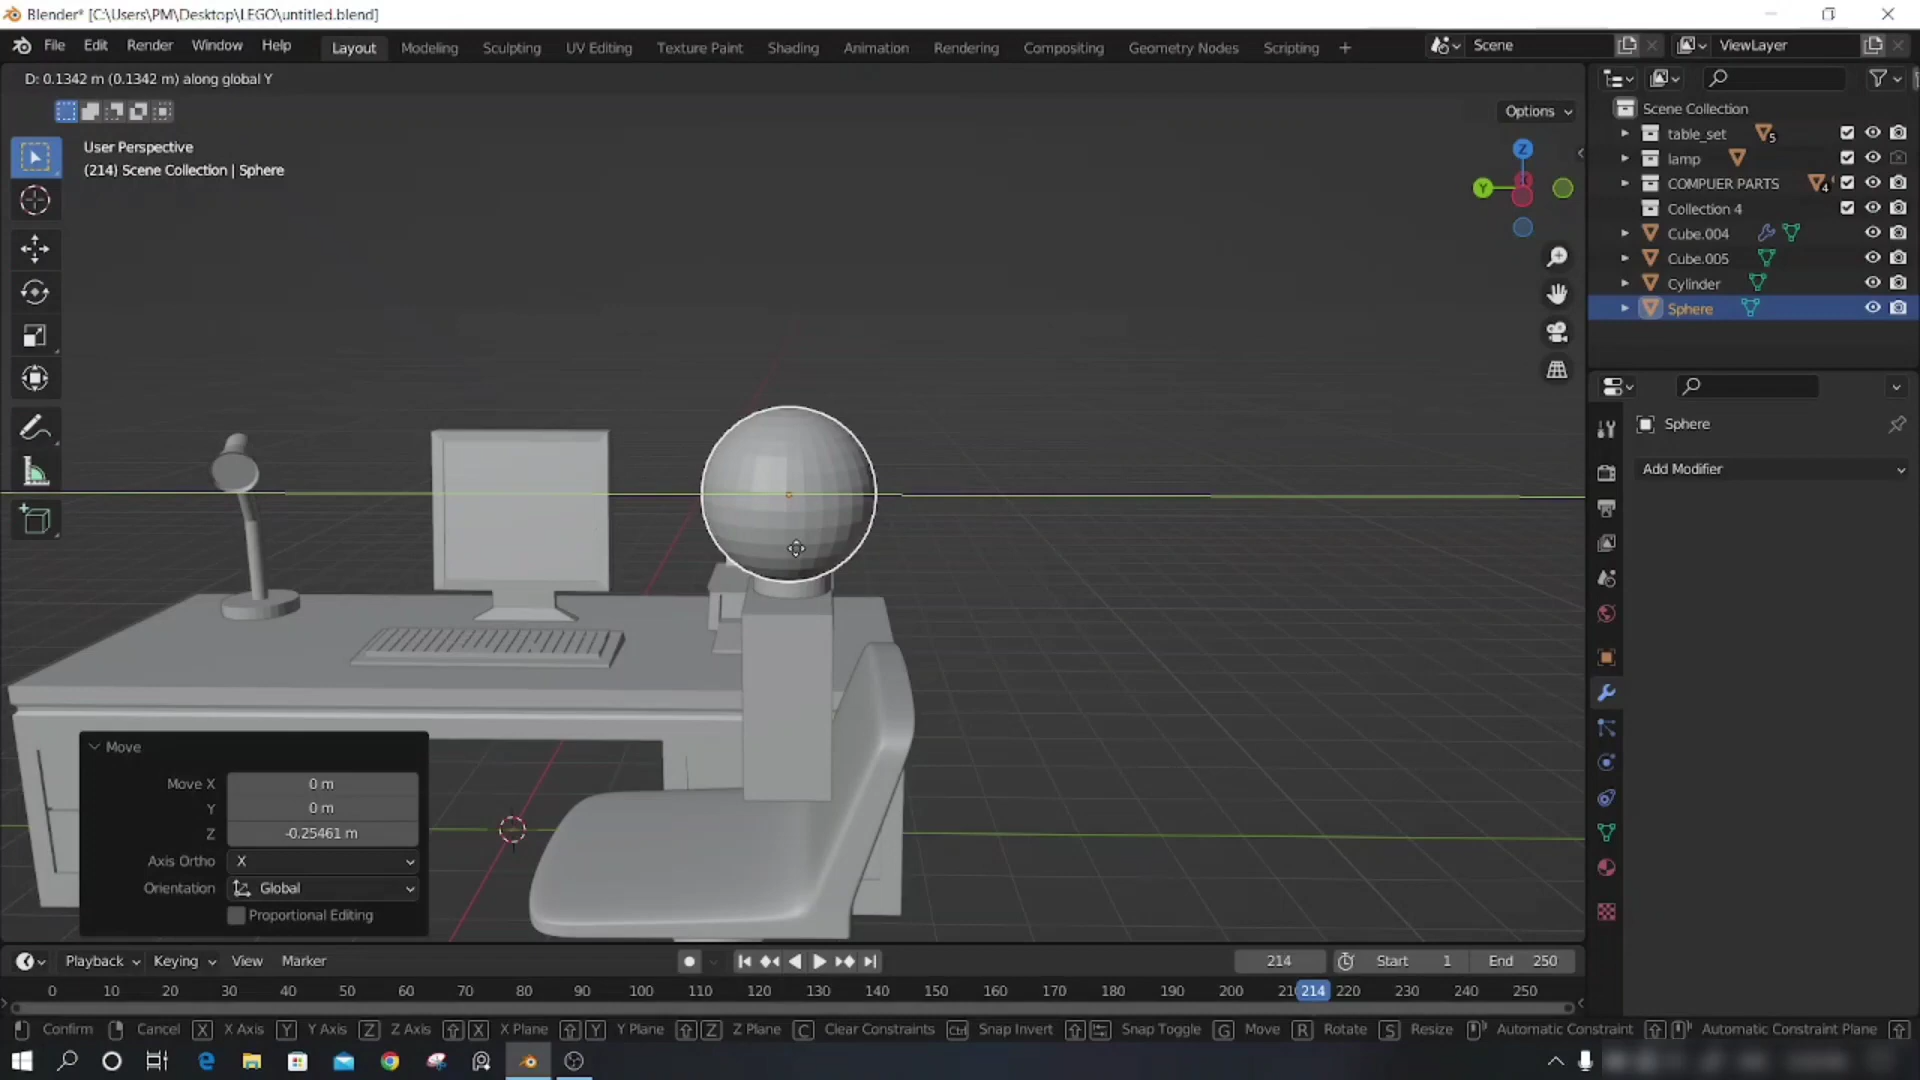 Blender* [C:\Users\PM\Desktop\LEGO\untitled.blend]
File Edit Render Window Help Layout Modeling Sculpting UV Editing Texture Paint Shading Animation Rendering Compositing Geometry Nodes Scripting + Scene ViewLayer
D: 0.1342 m (0.1342 m) along global Y
Options
User Perspective
(214) Scene Collection | Sphere
Z
Y
Scene Collection
table_set 5
lamp
COMPUER PARTS 4
Collection 4
Cube.004
Cube.005
Cylinder
Sphere
Sphere
Add Modifier
Move
Move X 0 m
Y 0 m
Z -0.25461 m
Axis Ortho X
Orientation Global
Proportional Editing
Playback Keying View Marker 214 Start 1 End 250
0 10 20 30 40 50 60 70 80 90 100 110 120 130 140 150 160 170 180 190 200 21 214 220 230 240 250
Confirm Cancel X X Axis Y Y Axis Z Z Axis X X Plane Y Y Plane Z Z Plane C Clear Constraints Ctrl Snap Invert Snap Toggle G Move R Rotate S Resize Automatic Constraint Automatic Constraint Plane